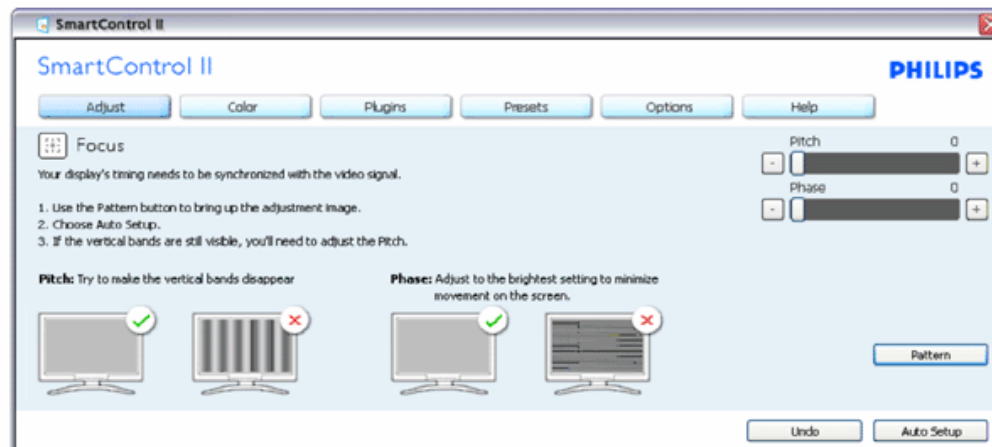 SmartControl II
SmartControl II
PHILIPS
Adjust Color Plugins Presets Options Help
Focus
Your display's timing needs to be synchronized with the video signal.
1. Use the Pattern button to bring up the adjustment image.
2. Choose Auto Setup.
3. If the vertical bands are still visible, you'll need to adjust the Pitch.
Pitch 0
- +
Phase 0
- +
Pitch: Try to make the vertical bands disappear
Phase: Adjust to the brightest setting to minimize
movement on the screen.
Pattern
Undo Auto Setup